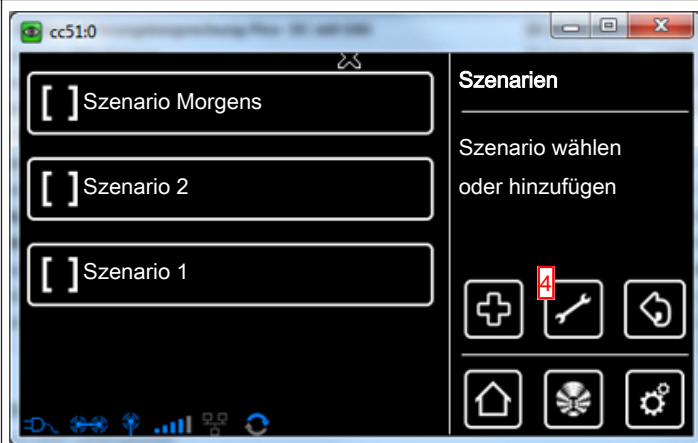 cc51:0
Szenario Morgens
Szenario 2
Szenario 1
Szenarien
Szenario wählen
oder hinzufügen
4